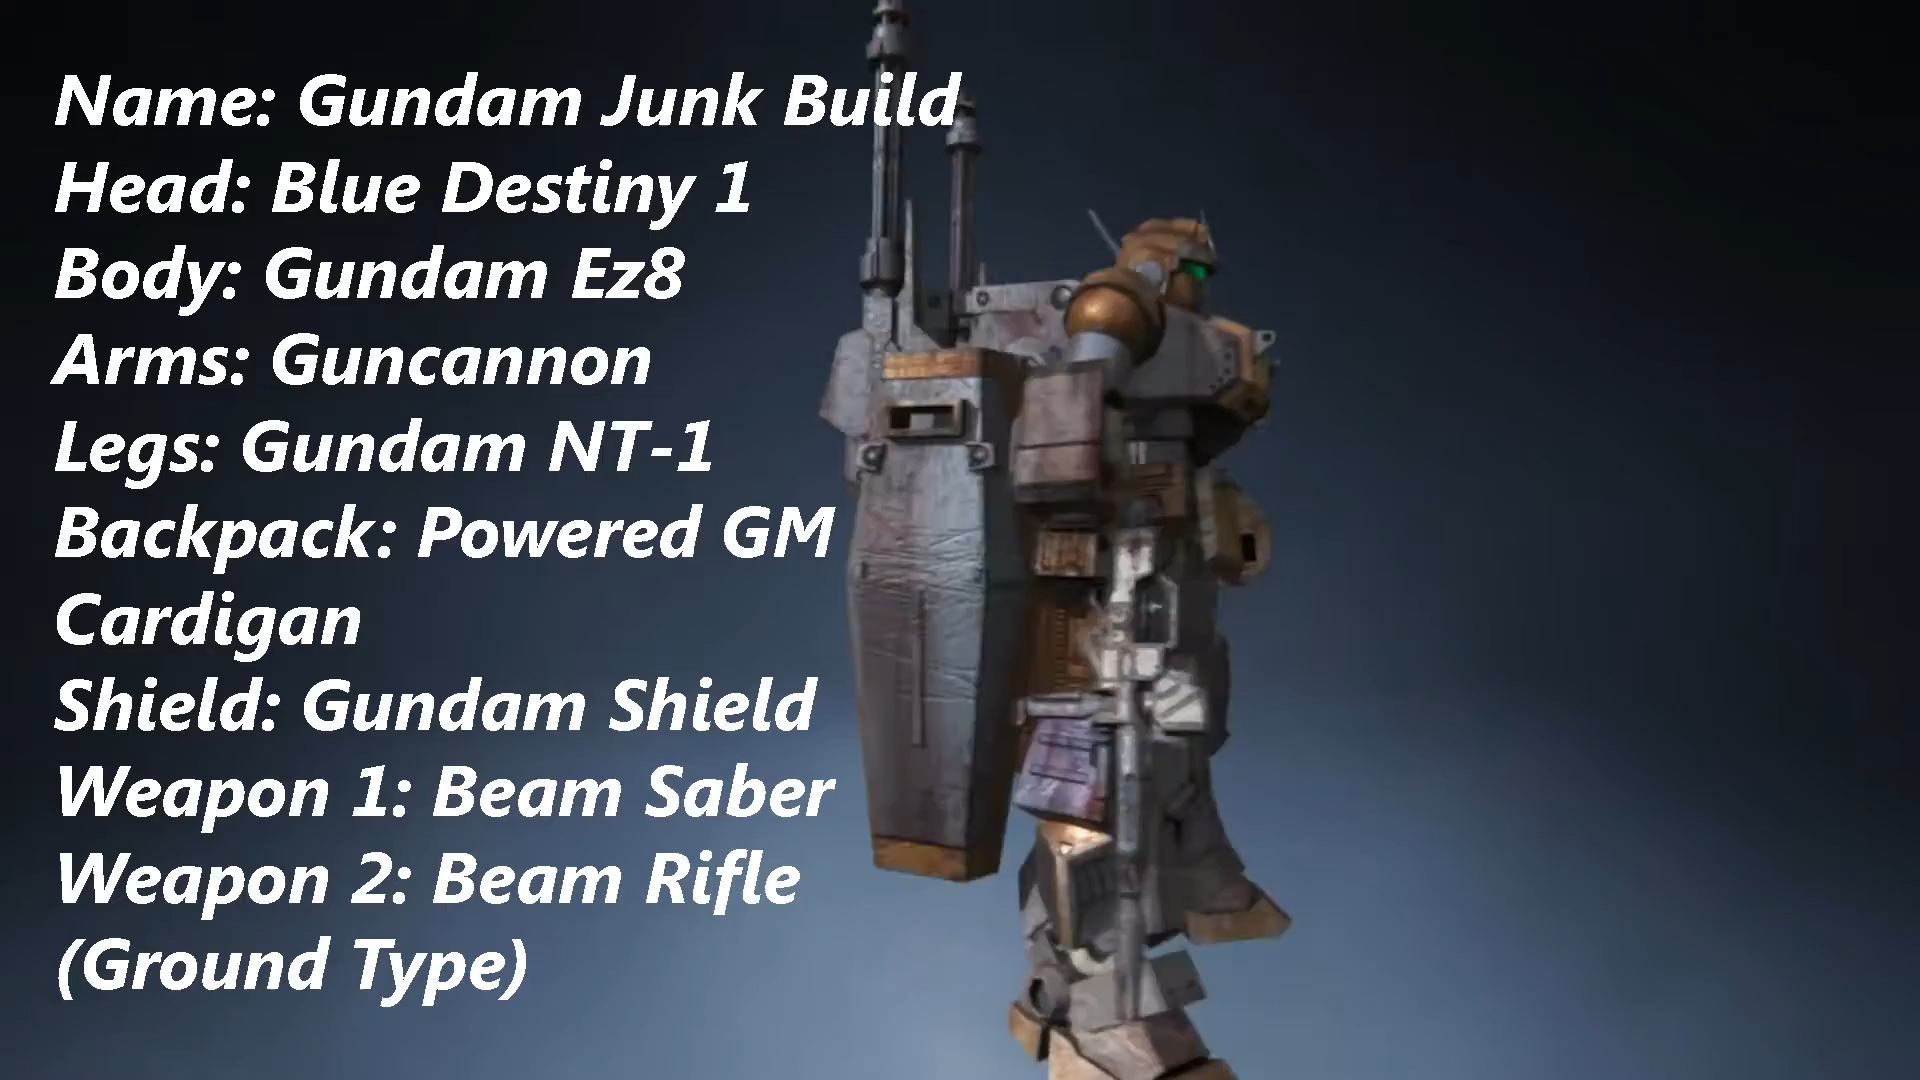 Name: Gundam Junk Build
Head: Blue Destiny 1
Body: Gundam Ez8
Arms: Guncannon
Legs: Gundam NT-1
Backpack: Powered GM
Cardigan
Shield: Gundam Shield
Weapon 1: Beam Saber
Weapon 2: Beam Rifle
(Ground Type)